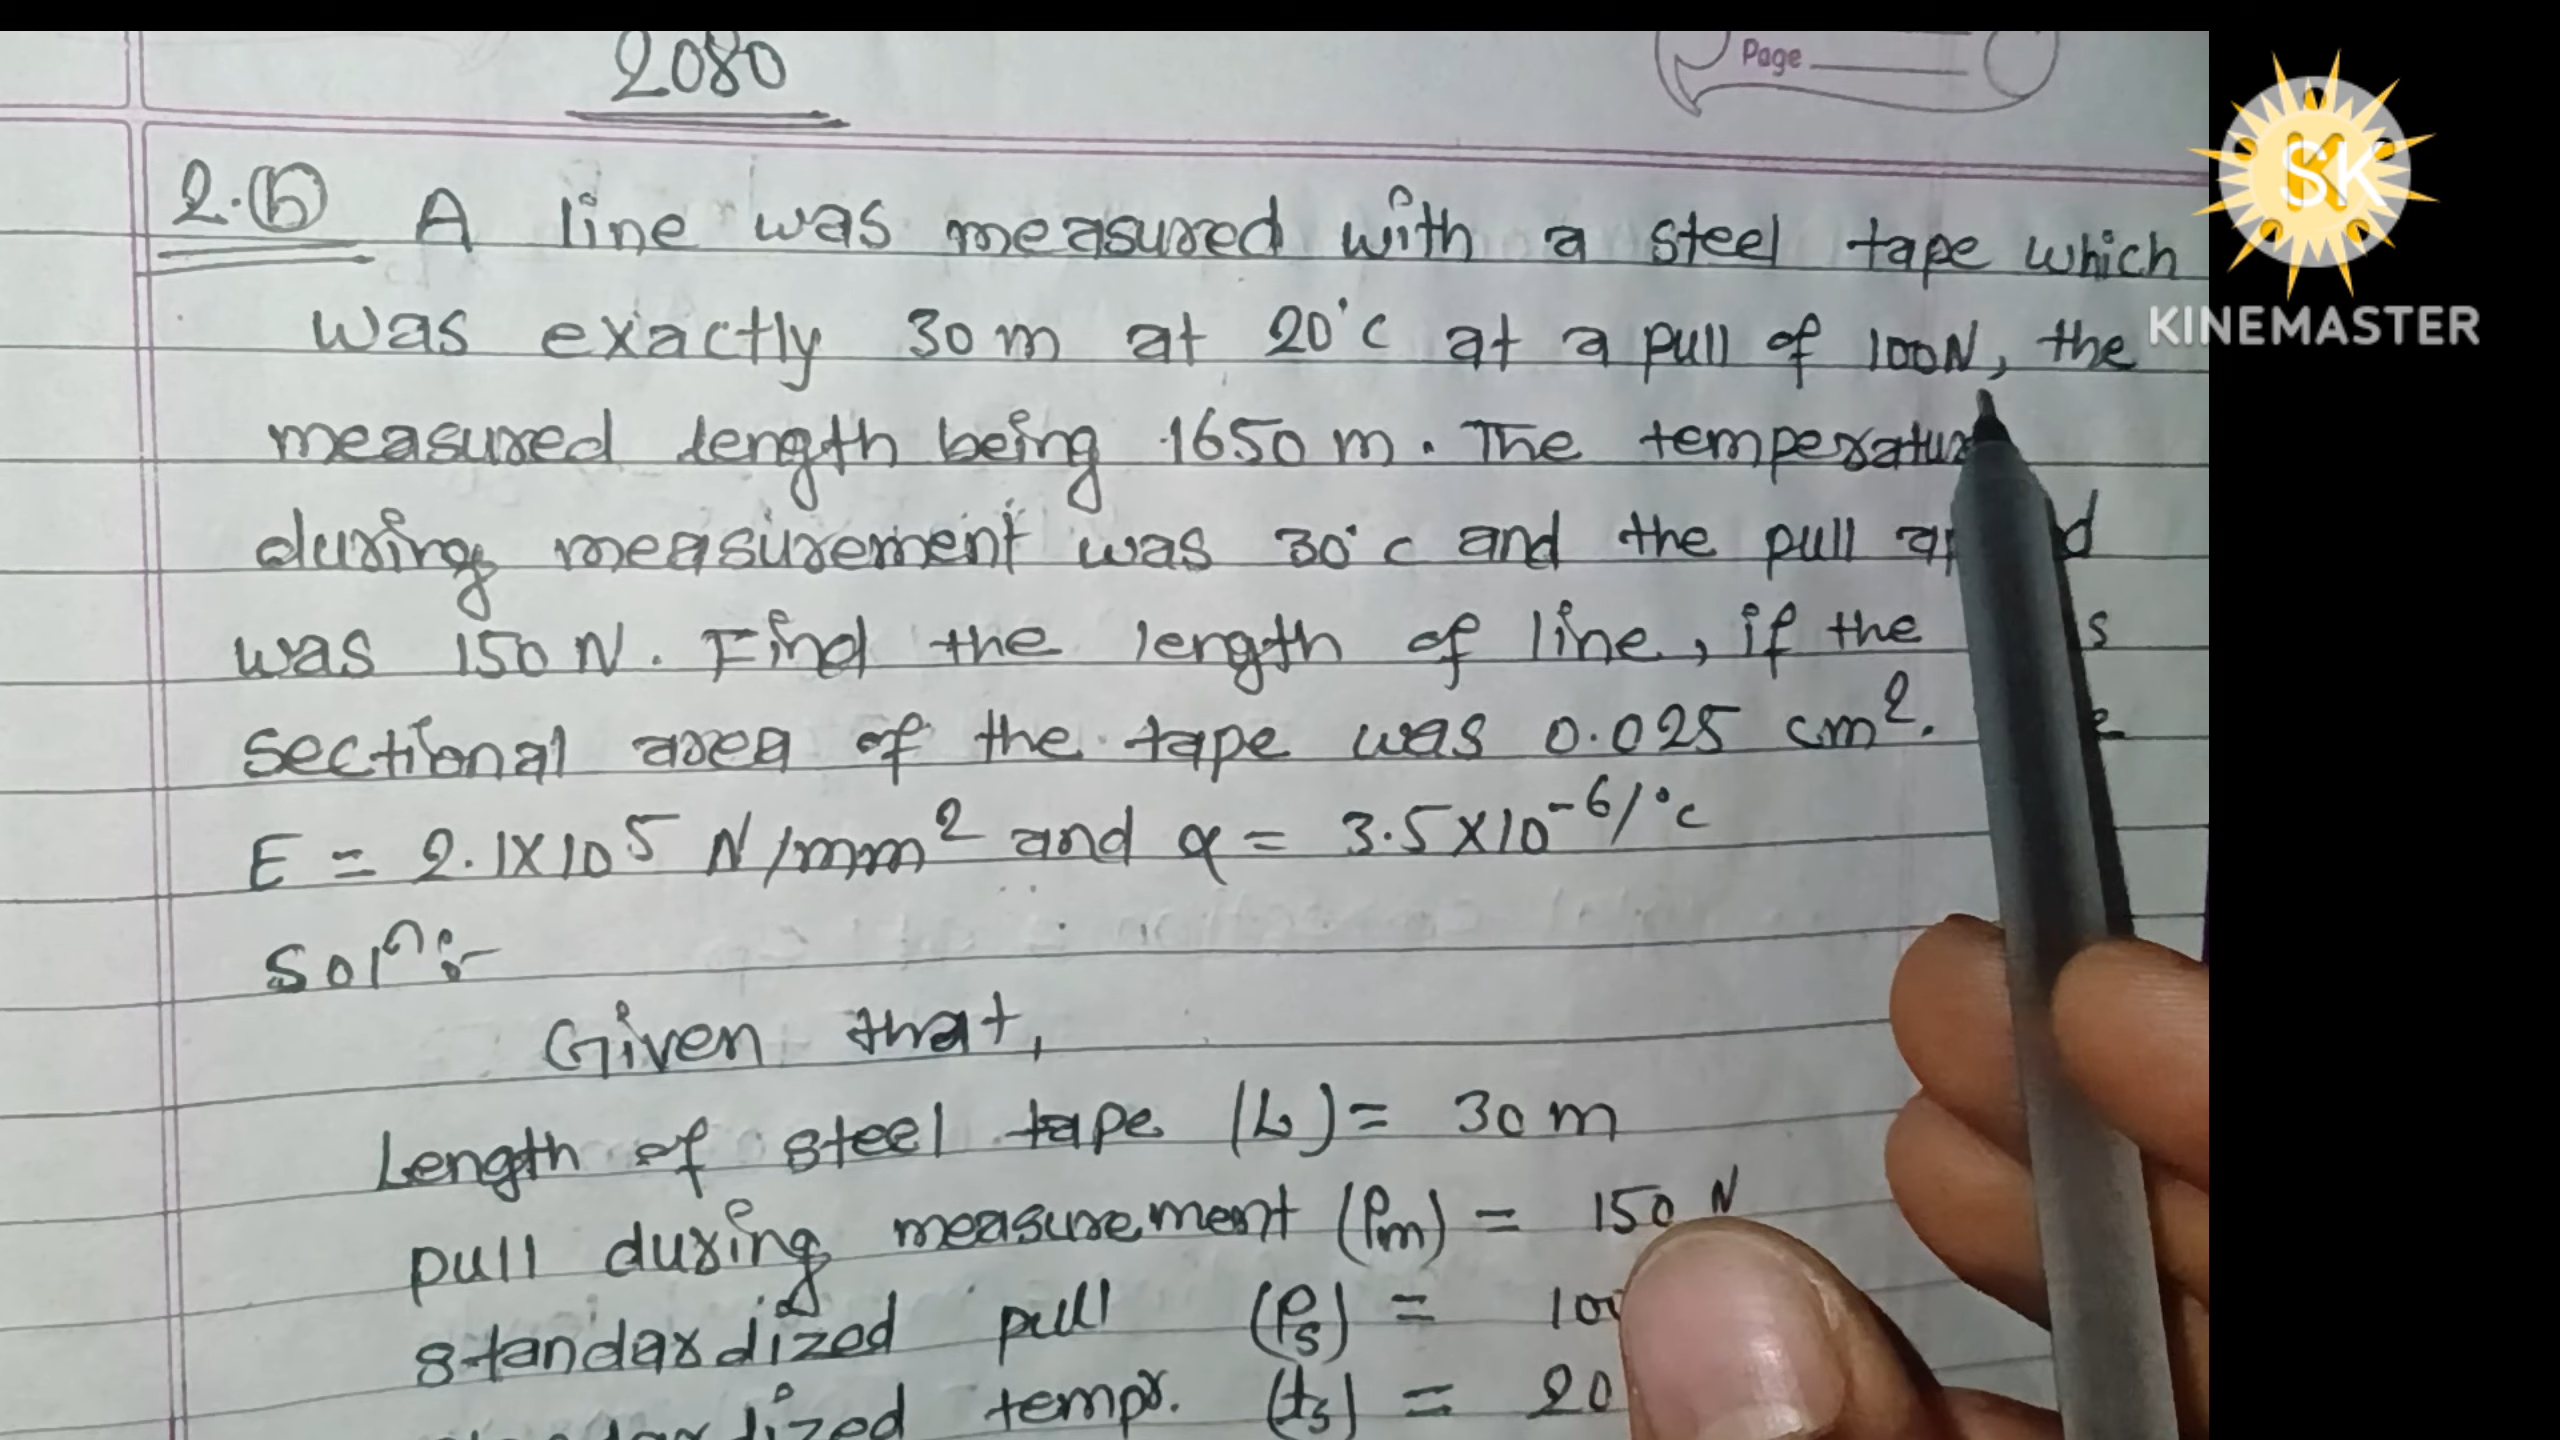 2080
Page
2.(b) A line was measured with a steel tape which
was exactly 30m at 20°c at a pull of 100N, the
measured length being 1650 m. The
during measurement was 30°c and the pull
was 150 N. Find the length of line, if the
sectional area of the tape was 0.025 cm².
E = 2.1×10⁵ N/mm² and α = 3.5×10⁻⁶/°c
Solⁿ:-
Given that,
Length of steel tape (L) = 30m
pull during measurement (Pm) = 150 N
standardized pull (Ps) =
tempr. (ts) = 20
SK
KINEMASTER